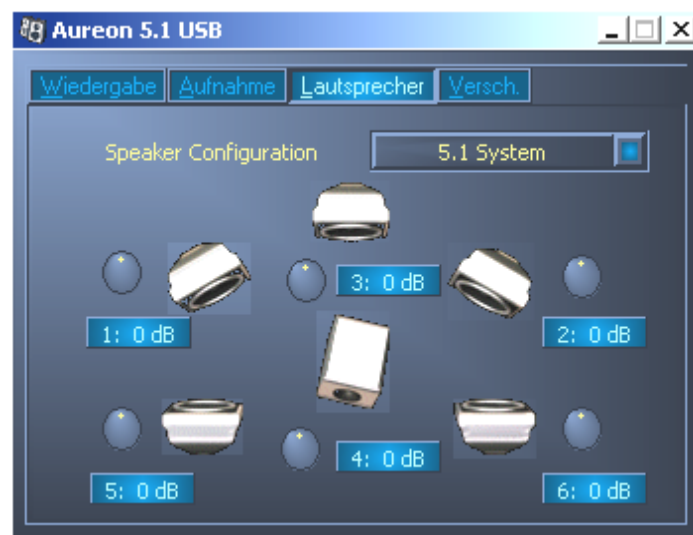 Aureon 5.1 USB
Wiedergabe Aufnahme Lautsprecher Versch.
Speaker Configuration 5.1 System
3: 0 dB
1: 0 dB 2: 0 dB
4: 0 dB
5: 0 dB 6: 0 dB